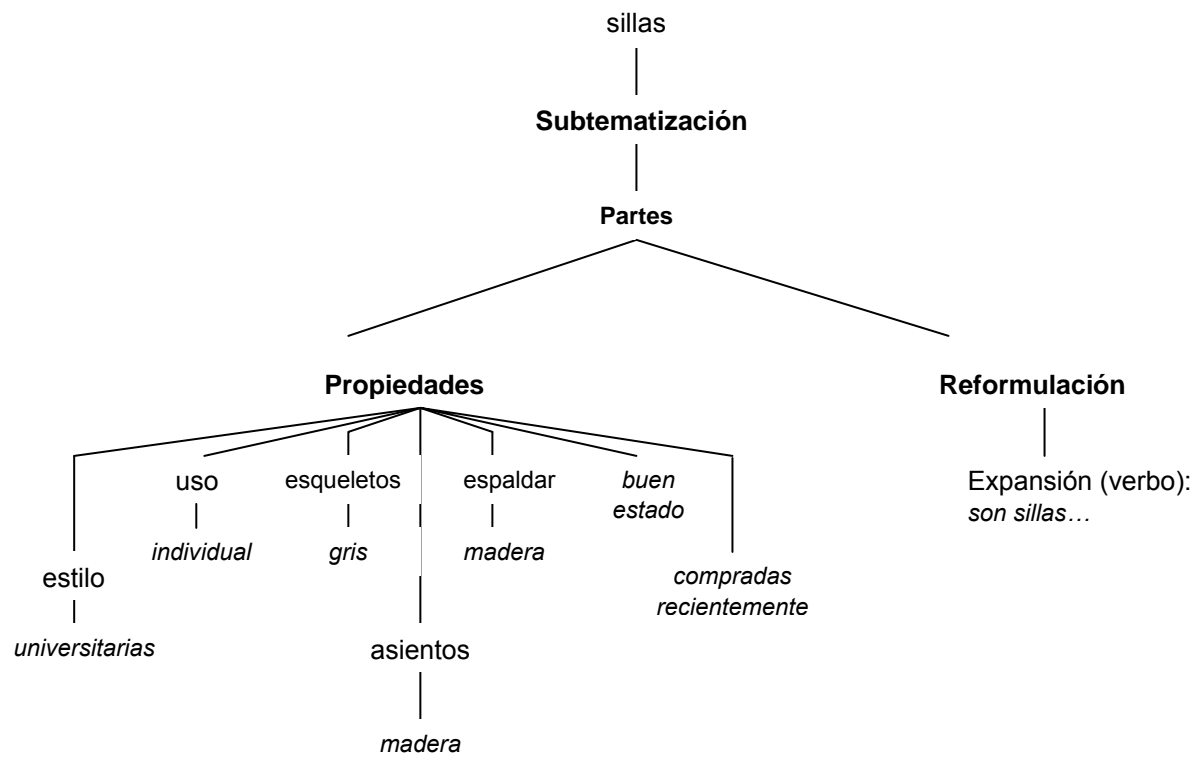 sillas
Subtematización
Partes
Propiedades
Reformulación
uso
esqueletos
espaldar
buen
estado
Expansión (verbo):
son sillas…
individual
gris
madera
estilo
compradas
recientemente
universitarias
asientos
madera